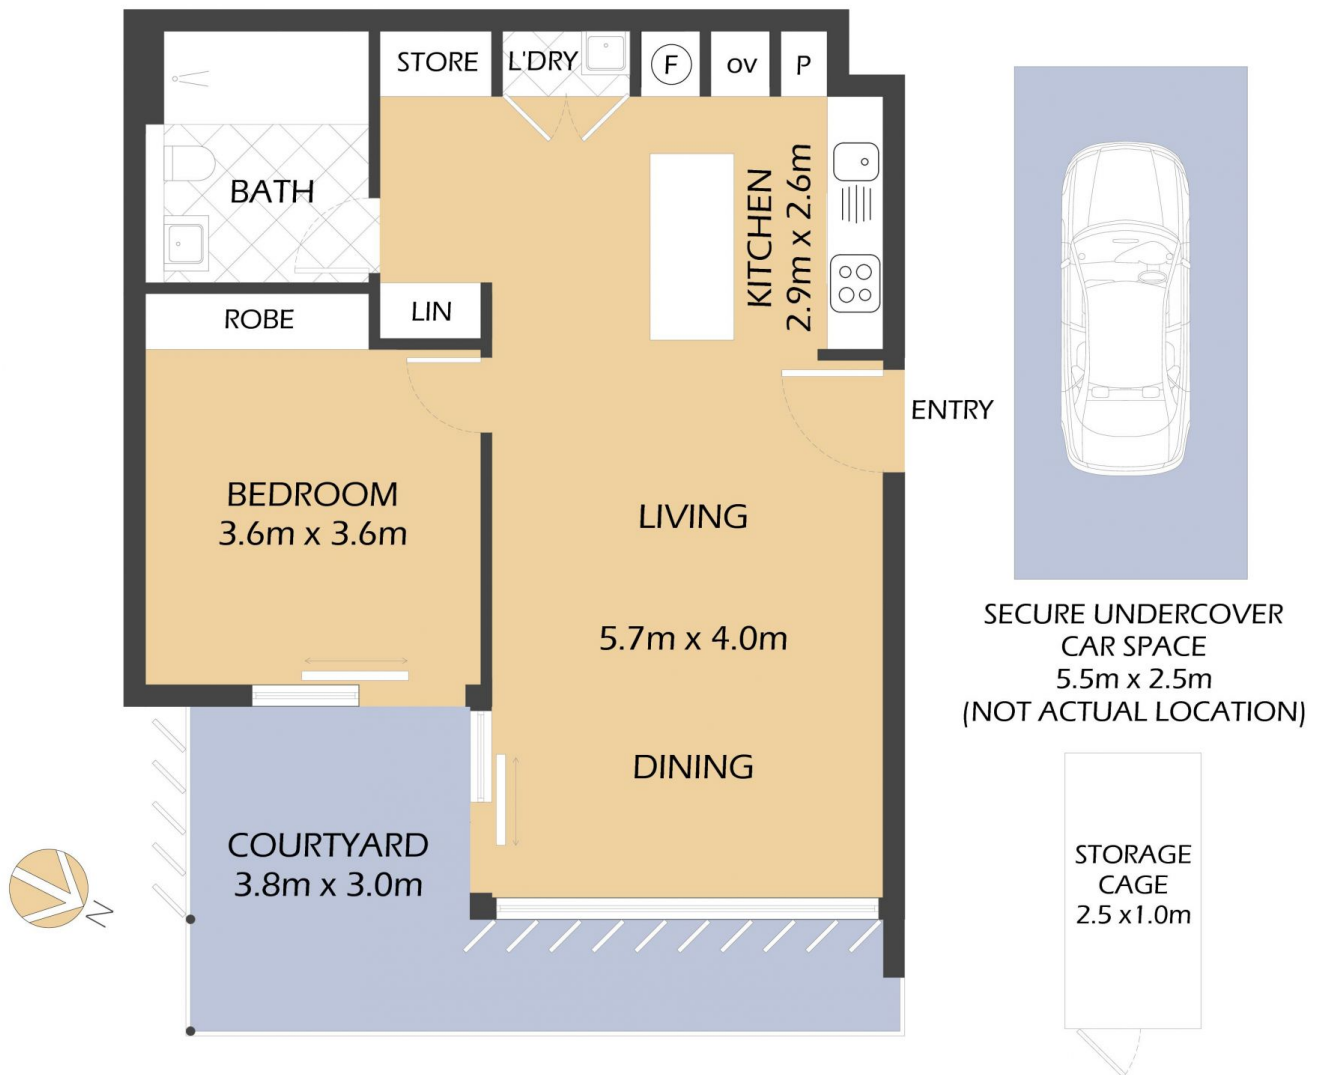 STORE
L'DRY
F
OV
P
BATH
KITCHEN
2.9m x 2.6m
LIN
ROBE
ENTRY
BEDROOM
3.6m x 3.6m
LIVING
5.7m x 4.0m
DINING
COURTYARD
3.8m x 3.0m
N
SECURE UNDERCOVER
CAR SPACE
5.5m x 2.5m
(NOT ACTUAL LOCATION)
STORAGE
CAGE
2.5 x1.0m